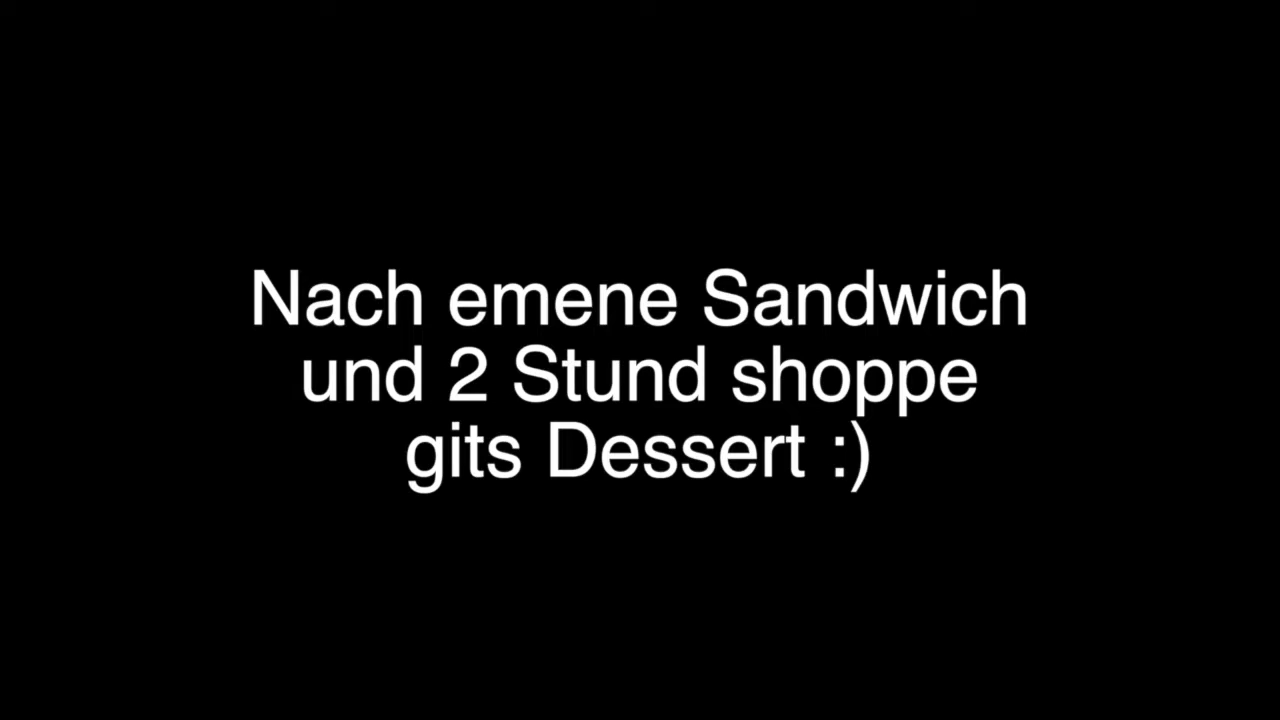 Nach emene Sandwich
und 2 Stund shoppe
gits Dessert :)